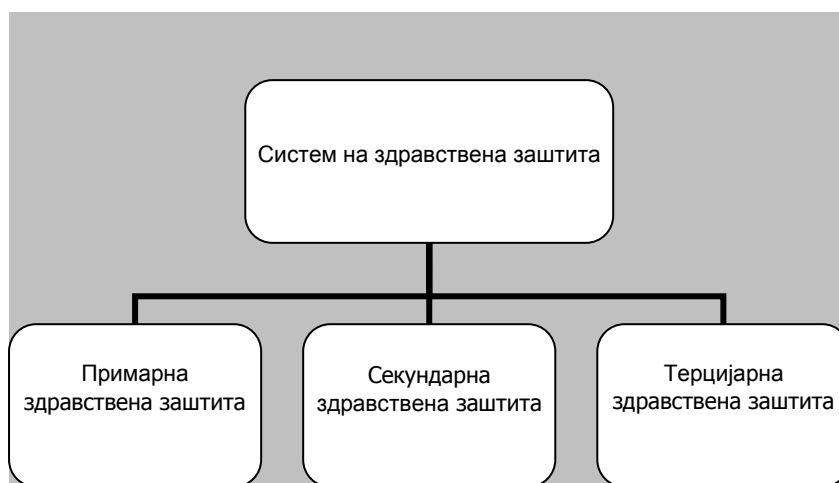 Систем на здравствена заштита
Примарна
здравствена заштита
Секундарна
здравствена заштита
Терцијарна
здравствена заштита